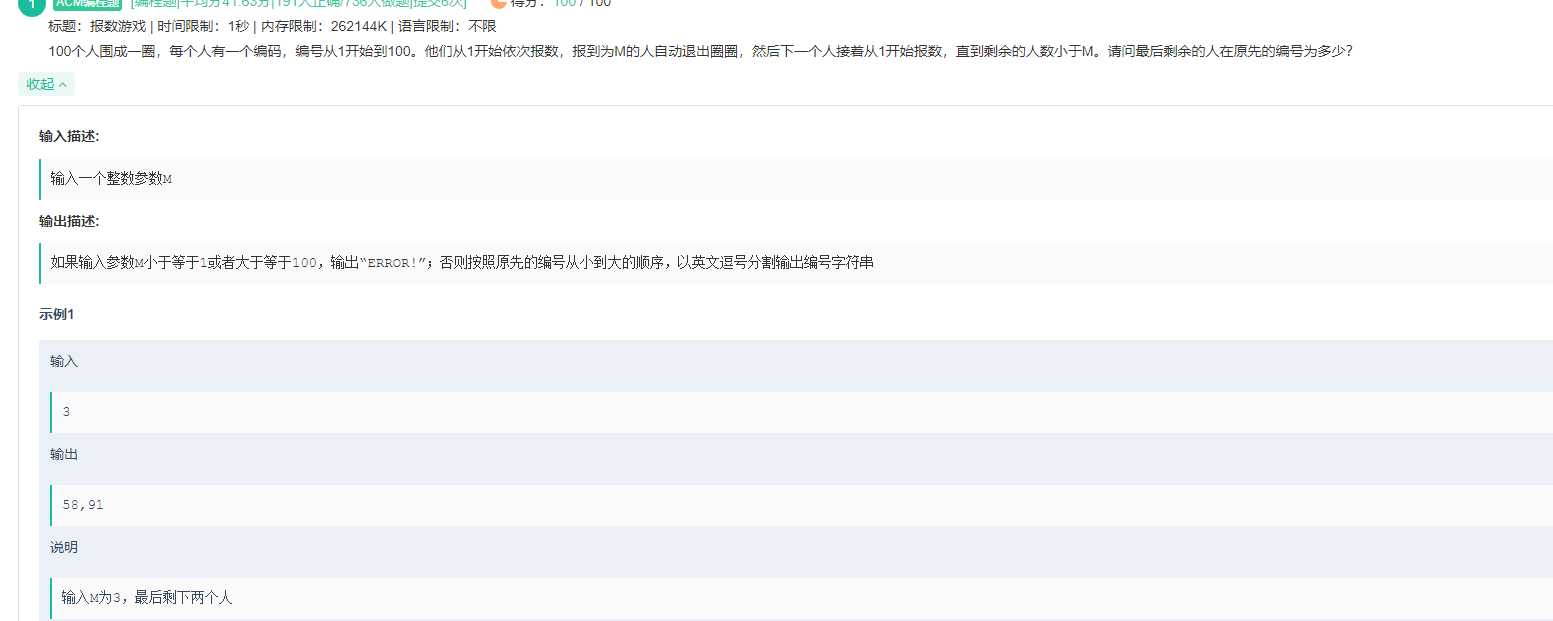 1 ACM编程题 [编程题|平均分41.63分|191人正确/736人做题|提交6次] 得分：100 / 100
标题：报数游戏 | 时间限制：1秒 | 内存限制：262144K | 语言限制：不限
100个人围成一圈，每个人有一个编码，编号从1开始到100。他们从1开始依次报数，报到为M的人自动退出圈圈，然后下一个人接着从1开始报数，直到剩余的人数小于M。请问最后剩余的人在原先的编号为多少？
收起
输入描述:
输入一个整数参数M
输出描述:
如果输入参数M小于等于1或者大于等于100，输出“ERROR!”；否则按照原先的编号从小到大的顺序，以英文逗号分割输出编号字符串
示例1
输入
3
输出
58,91
说明
输入M为3，最后剩下两个人